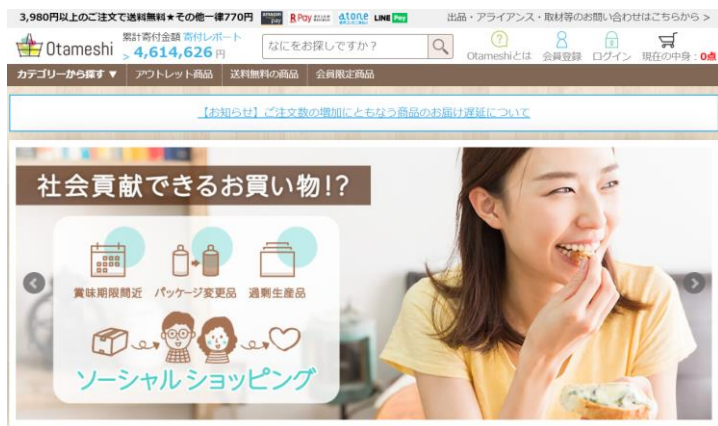 3,980円以上のご注文で送料無料★その他一律770円 amazon pay R Pay atone LINE Pay 出品・アライアンス・取材等のお問い合わせはこちらから >
Otameshi 累計寄付金額 寄付レポート
> 4,614,626 円
なにをお探しですか?
Otameshiとは 会員登録 ログイン 現在の中身：0点
カテゴリーから探す ▼ アウトレット商品 送料無料の商品 会員限定商品
【お知らせ】ご注文数の増加にともなう商品のお届け遅延について
社会貢献できるお買い物!?
賞味期限間近 パッケージ変更品 過剰生産品
ソーシャルショッピング